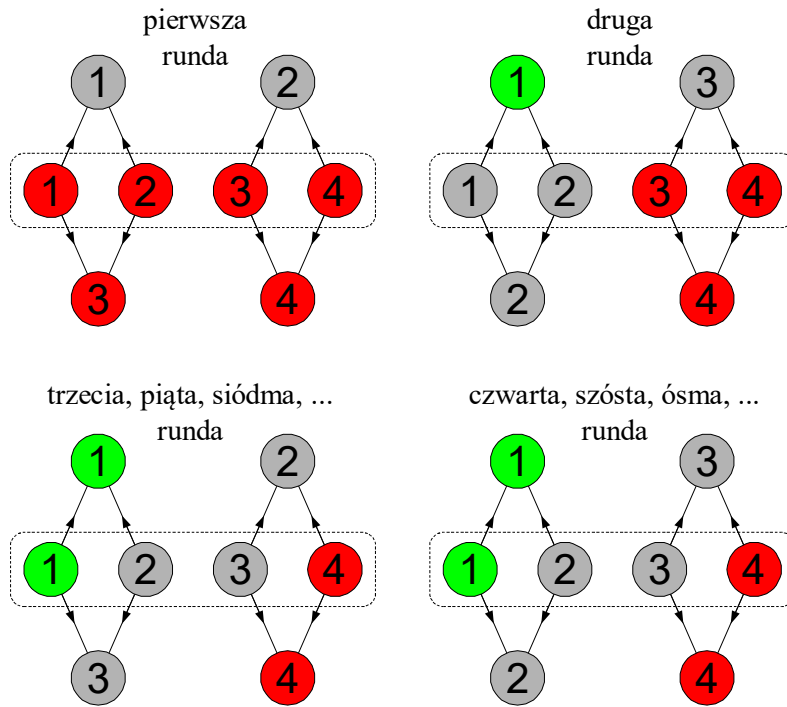 pierwsza
runda
1 2
1 2 3 4
3 4
druga
runda
1 3
1 2 3 4
2 4
trzecia, piąta, siódma, ...
runda
1 2
1 2 3 4
3 4
czwarta, szósta, ósma, ...
runda
1 3
1 2 3 4
2 4